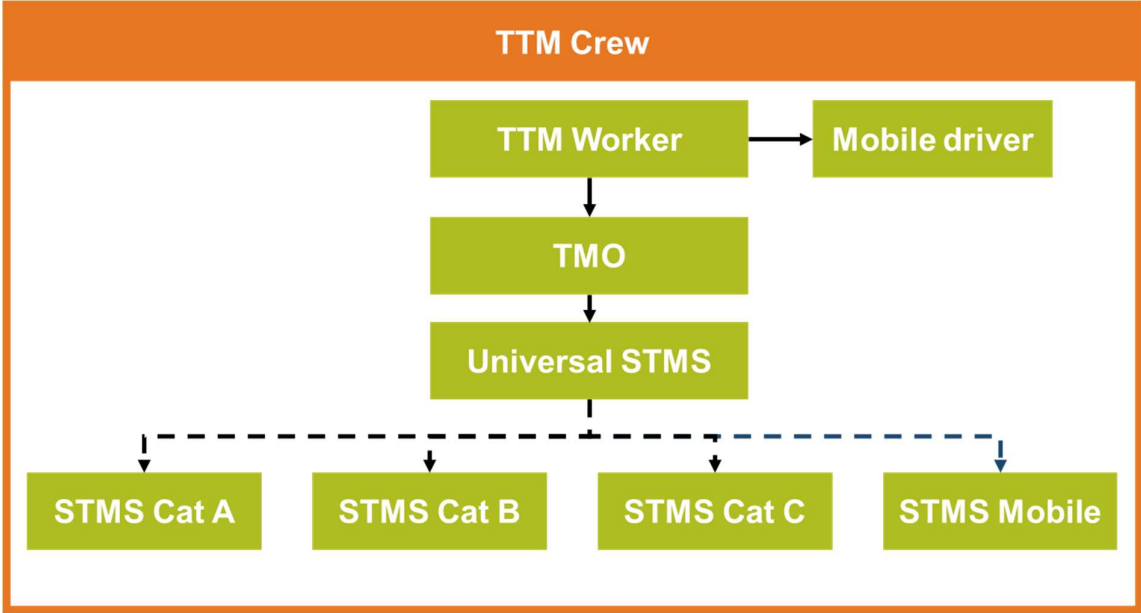 TTM Crew
TTM Worker
Mobile driver
TMO
Universal STMS
STMS Cat A
STMS Cat B
STMS Cat C
STMS Mobile